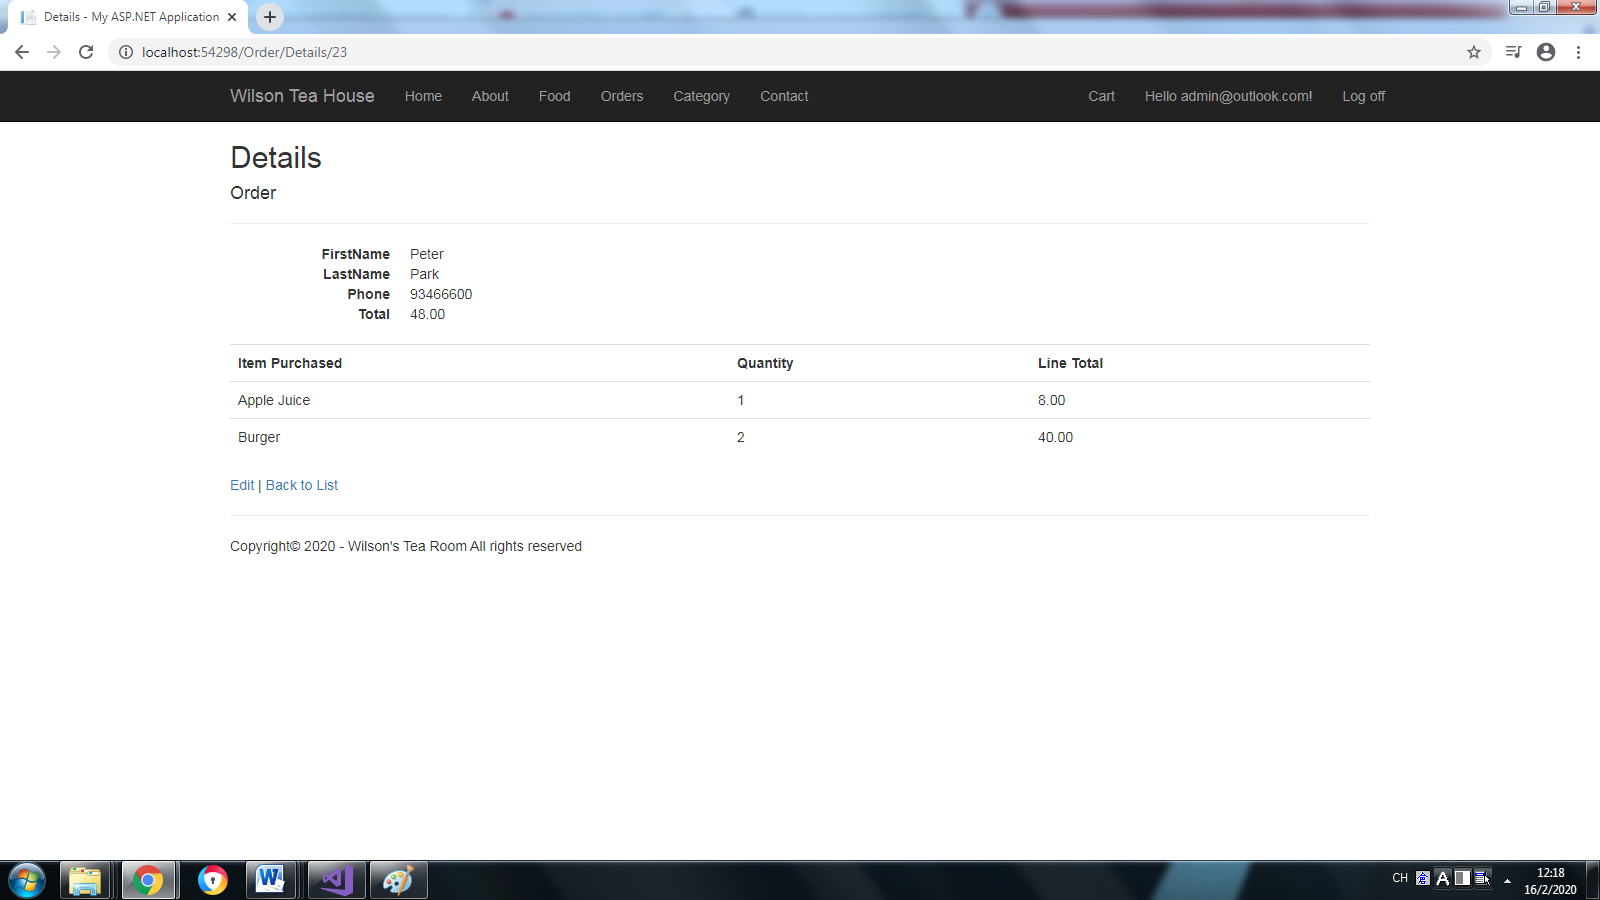 Details - My ASP.NET Application
localhost:54298/Order/Details/23
Wilson Tea House Home About Food Orders Category Contact Cart Hello admin@outlook.com! Log off
Details
Order
FirstName Peter
LastName Park
Phone 93466600
Total 48.00
Item Purchased Quantity Line Total
Apple Juice 1 8.00
Burger 2 40.00
Edit | Back to List
Copyright© 2020 - Wilson's Tea Room All rights reserved
CH A 12:18
16/2/2020